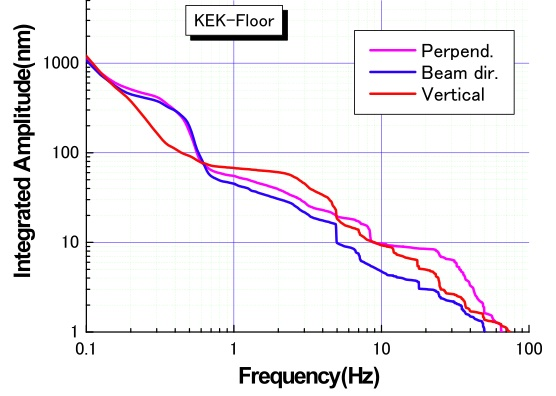 KEK-Floor
Perpend.
Beam dir.
Vertical
Integrated Amplitude(nm)
1000
100
10
1
0.1
1
10
100
Frequency(Hz)